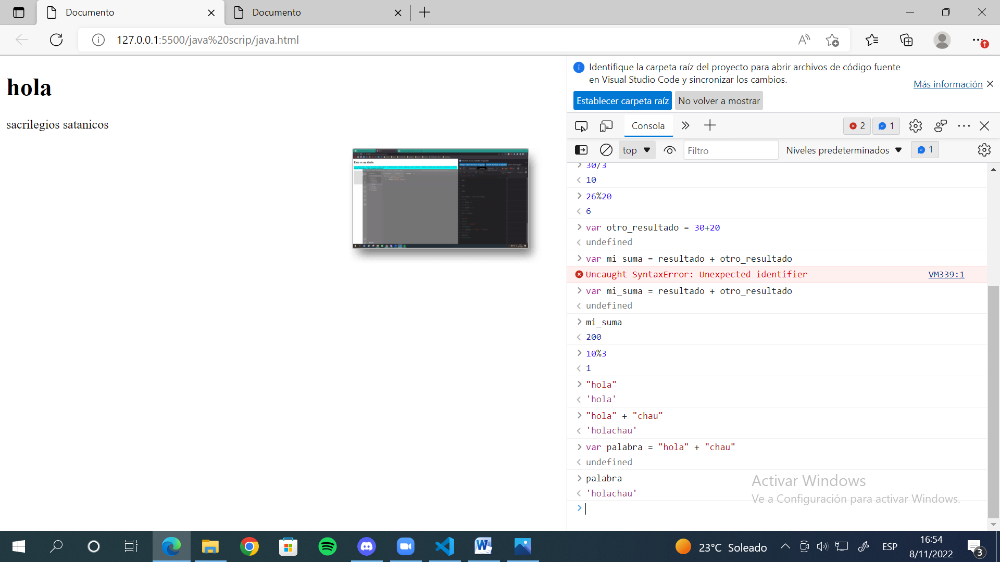 Documento
Documento
127.0.0.1:5500/java%20scrip/java.html
hola
sacrilegios satanicos
Este es un titulo
Identifique la carpeta raíz del proyecto para abrir archivos de código fuente
en Visual Studio Code y sincronizar los cambios.
Más información
Establecer carpeta raíz
No volver a mostrar
Consola
2
1
top
Filtro
Niveles predeterminados
1
30/3
10
26%20
6
var otro_resultado = 30+20
undefined
var mi suma = resultado + otro_resultado
Uncaught SyntaxError: Unexpected identifier
VM339:1
var mi_suma = resultado + otro_resultado
undefined
mi_suma
200
10%3
1
"hola"
'hola'
"hola" + "chau"
'holachau'
var palabra = "hola" + "chau"
undefined
palabra
'holachau'
Activar Windows
Ve a Configuración para activar Windows.
23°C Soleado
ESP
16:54
8/11/2022
3